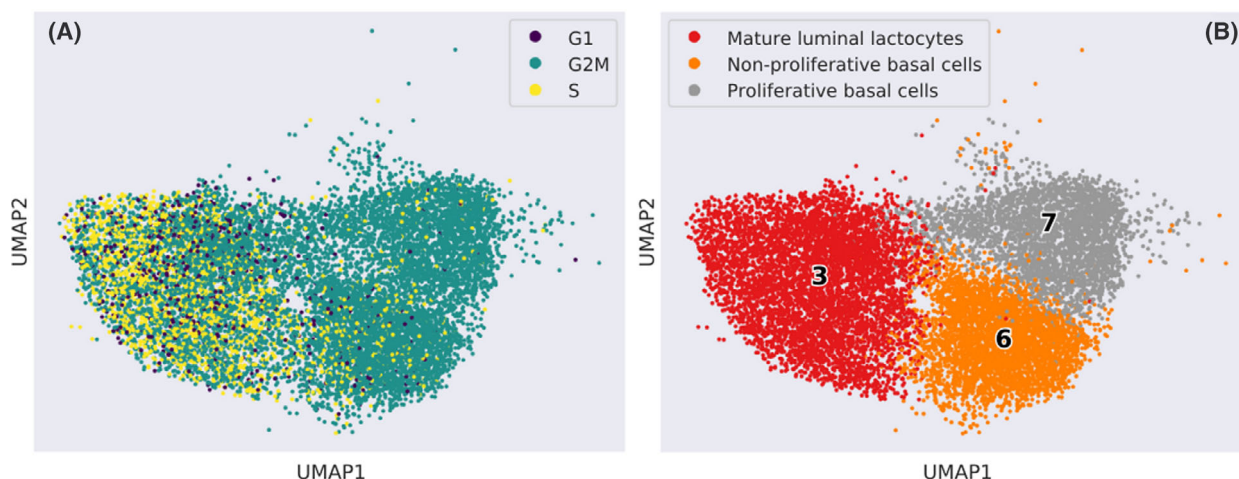 (A)
G1
G2M
S
UMAP2
UMAP1
(B)
Mature luminal lactocytes
Non-proliferative basal cells
Proliferative basal cells
7
3
6
UMAP2
UMAP1